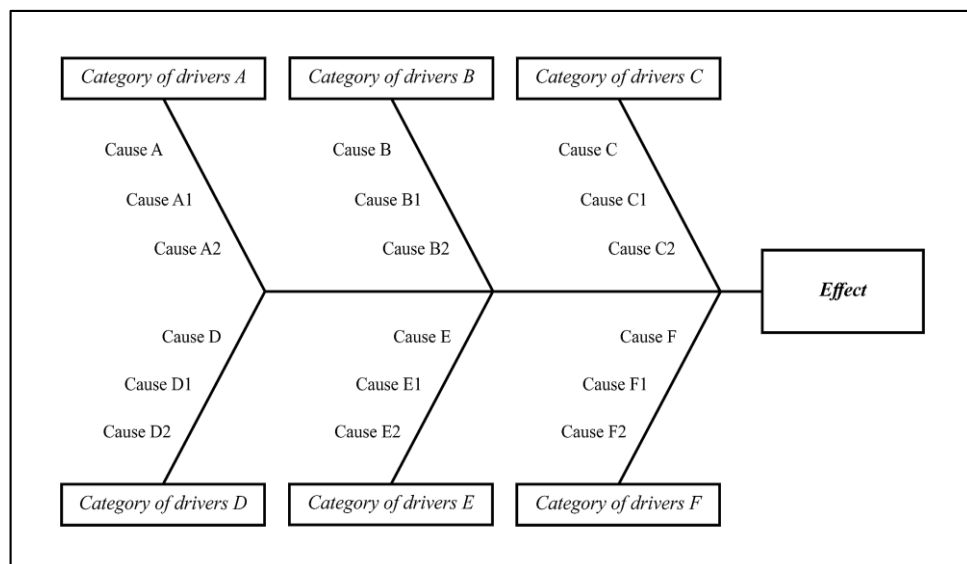 Category of drivers A
Category of drivers B
Category of drivers C
Cause A
Cause B
Cause C
Cause A1
Cause B1
Cause C1
Cause A2
Cause B2
Cause C2
Effect
Cause D
Cause E
Cause F
Cause D1
Cause E1
Cause F1
Cause D2
Cause E2
Cause F2
Category of drivers D
Category of drivers E
Category of drivers F